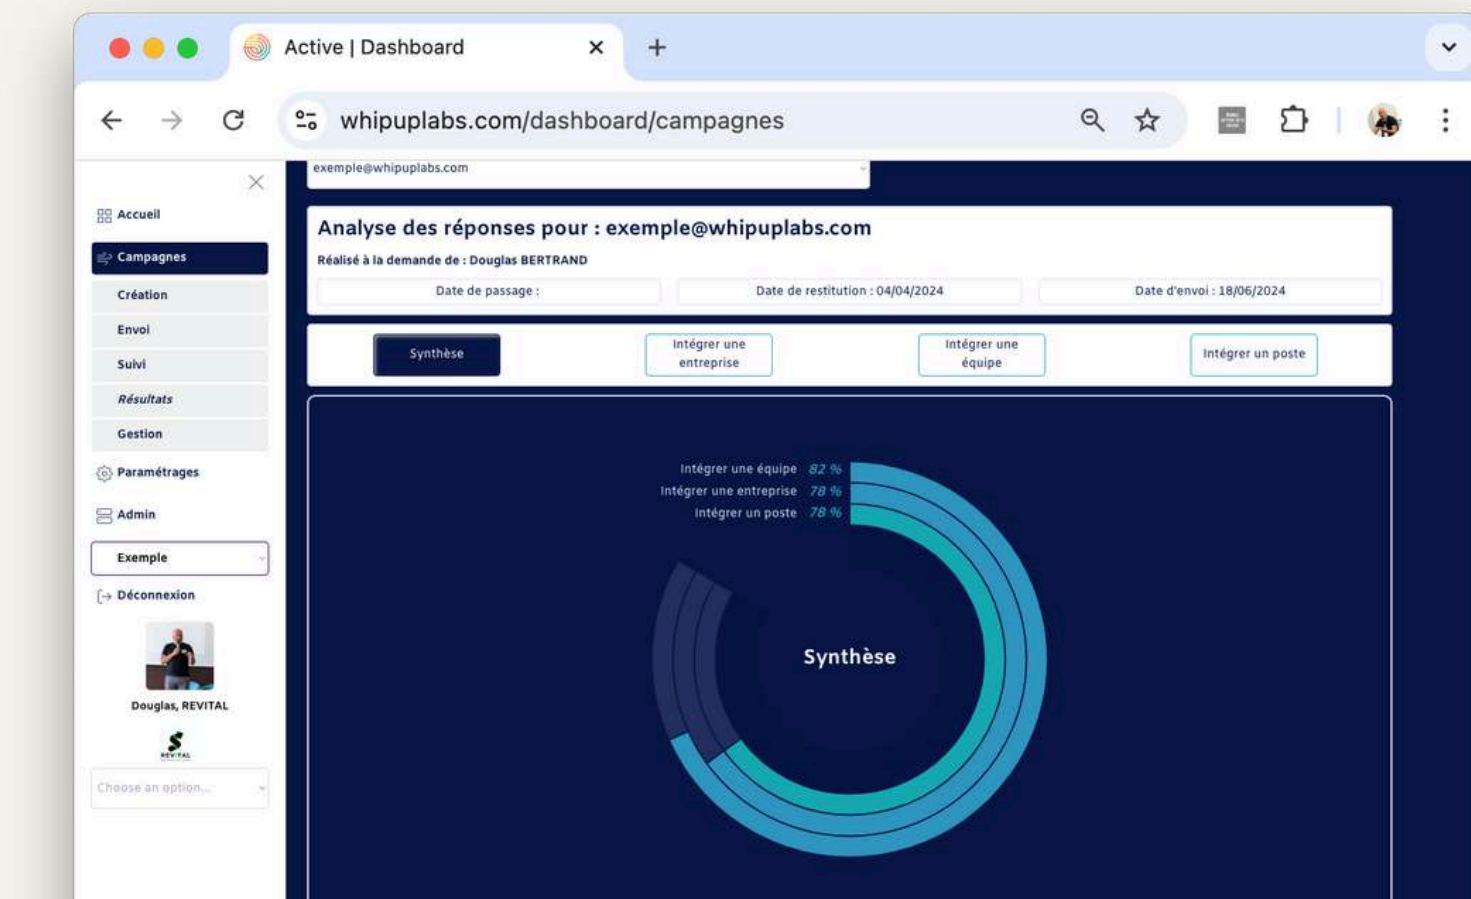 Active | Dashboard
whipuplabs.com/dashboard/campagnes
exemple@whipuplabs.com
Accueil
Campagnes
Création
Envoi
Suivi
Résultats
Gestion
Paramétrages
Admin
Exemple
Déconnexion
Douglas, REVITAL
REVITAL
Choose an option...
Analyse des réponses pour : exemple@whipuplabs.com
Réalisé à la demande de : Douglas BERTRAND
Date de passage :
Date de restitution : 04/04/2024
Date d'envoi : 18/06/2024
Synthèse
Intégrer une
entreprise
Intégrer une
équipe
Intégrer un poste
Intégrer une équipe 82 %
Intégrer une entreprise 78 %
Intégrer un poste 78 %
Synthèse